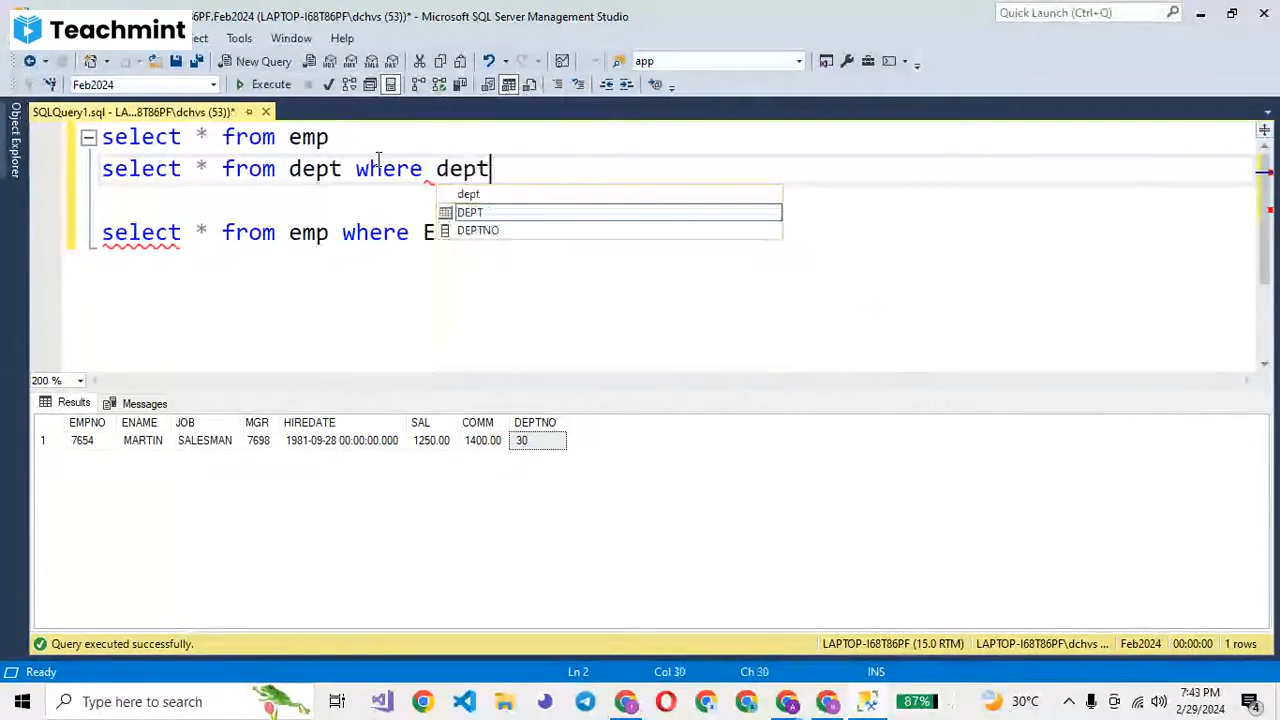 Teachmint
PF.Feb2024 (LAPTOP-I68T86PF\dchvs (53))* - Microsoft SQL Server Management Studio
Quick Launch (Ctrl+Q)
Tools Window Help
New Query
app
Feb2024
Execute
SQLQuery1.sql - LA...8T86PF\dchvs (53))*
Object Explorer
select * from emp
select * from dept where dept
dept
DEPT
DEPTNO
select * from emp where E
200 %
Results Messages
EMPNO ENAME JOB MGR HIREDATE SAL COMM DEPTNO
1 7654 MARTIN SALESMAN 7698 1981-09-28 00:00:00.000 1250.00 1400.00 30
Query executed successfully.
LAPTOP-I68T86PF (15.0 RTM) LAPTOP-I68T86PF\dchvs ... Feb2024 00:00:00 1 rows
Ready Ln 2 Col 30 Ch 30 INS
Type here to search
87% 30°C
7:43 PM
2/29/2024
4